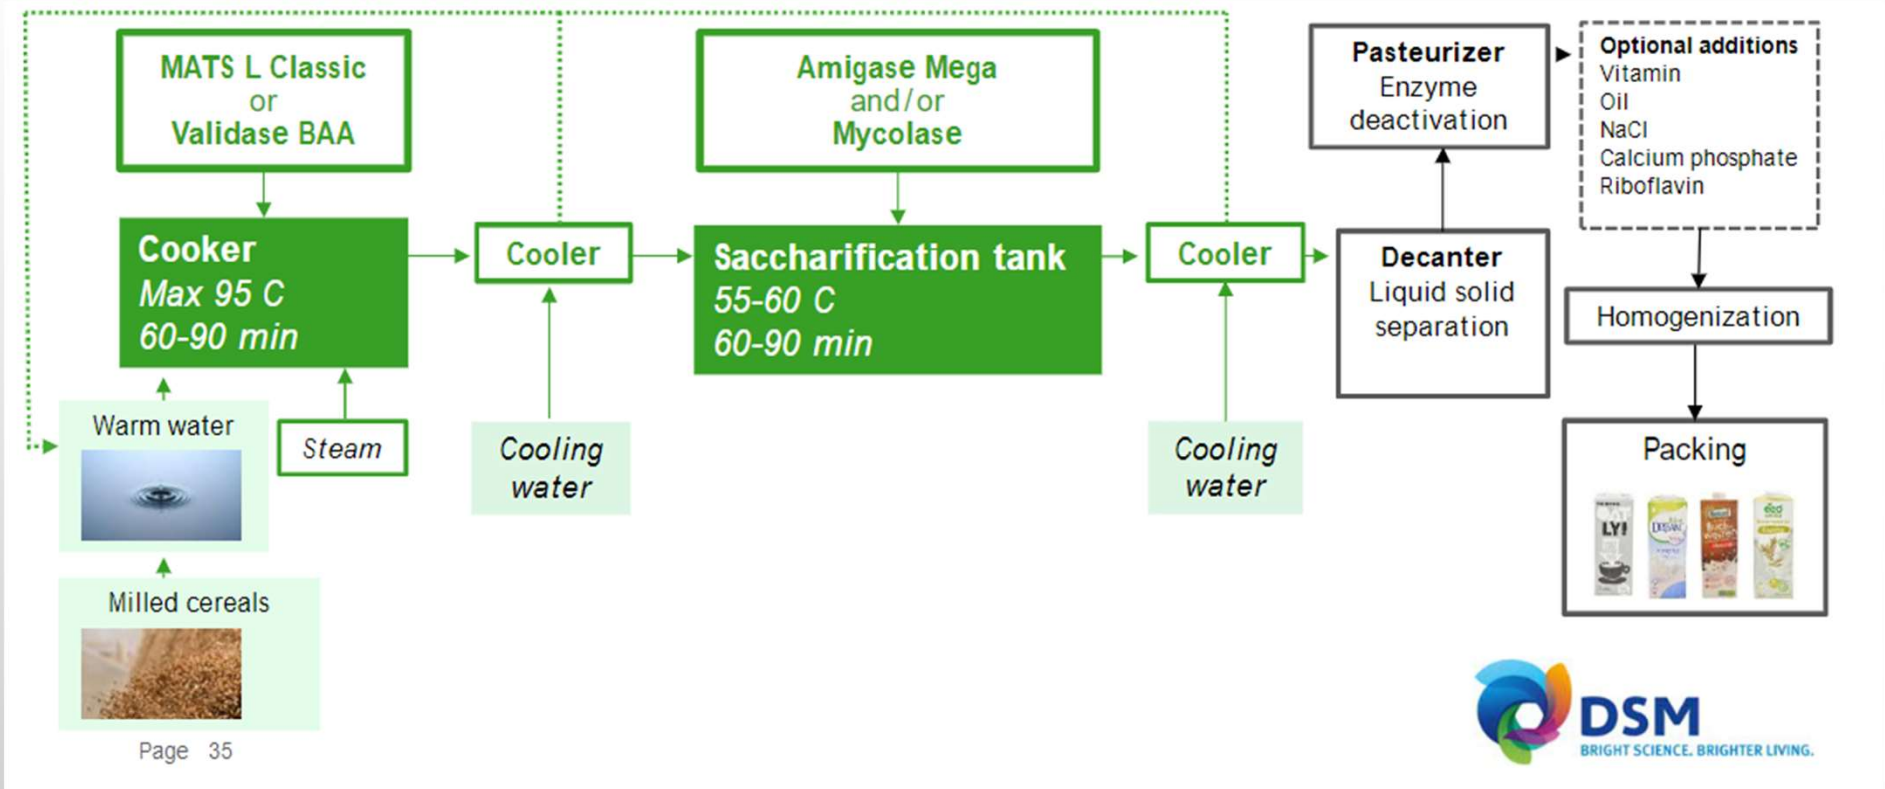 MATS L Classic
or
Validase BAA
Amigase Mega
and/or
Mycolase
Pasteurizer
Enzyme
deactivation
Optional additions
Vitamin
Oil
NaCl
Calcium phosphate
Riboflavin
Cooker
Max 95 C
60-90 min
Cooler
Saccharification tank
55-60 C
60-90 min
Cooler
Decanter
Liquid solid
separation
Homogenization
Warm water
Steam
Cooling
water
Cooling
water
Packing
LY!
Milled cereals
Page 35
DSM
BRIGHT SCIENCE. BRIGHTER LIVING.